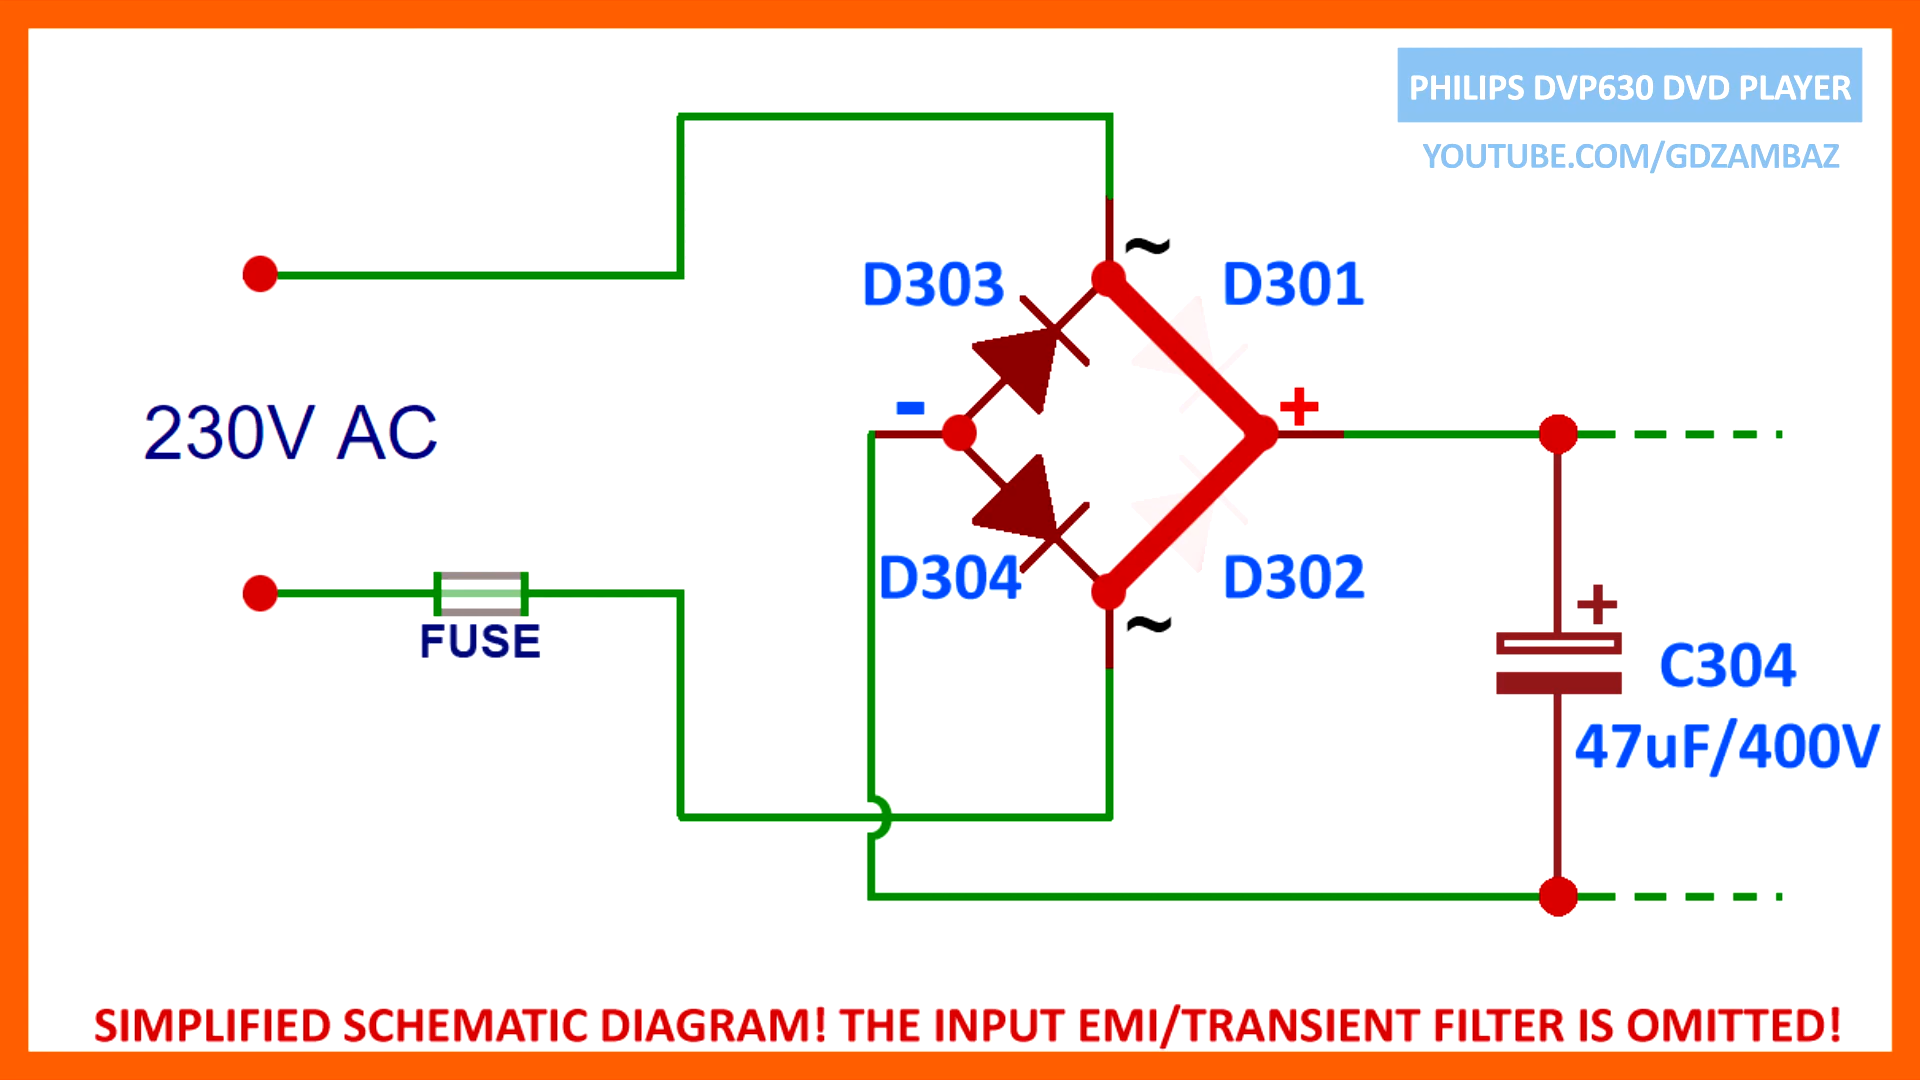 PHILIPS DVP630 DVD PLAYER
YOUTUBE.COM/GDZAMBAZ
~
D303
D301
230V AC
-
+
D304
D302
~
FUSE
+
C304
47uF/400V
SIMPLIFIED SCHEMATIC DIAGRAM! THE INPUT EMI/TRANSIENT FILTER IS OMITTED!